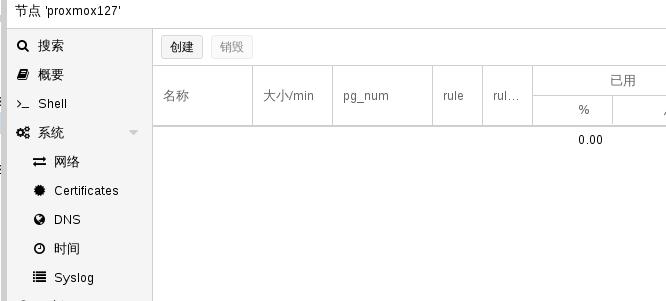 节点 'proxmox127'
搜索
概要
Shell
系统
网络
Certificates
DNS
时间
Syslog
创建 销毁
名称 大小/min pg_num rule rul... 已用
%
0.00